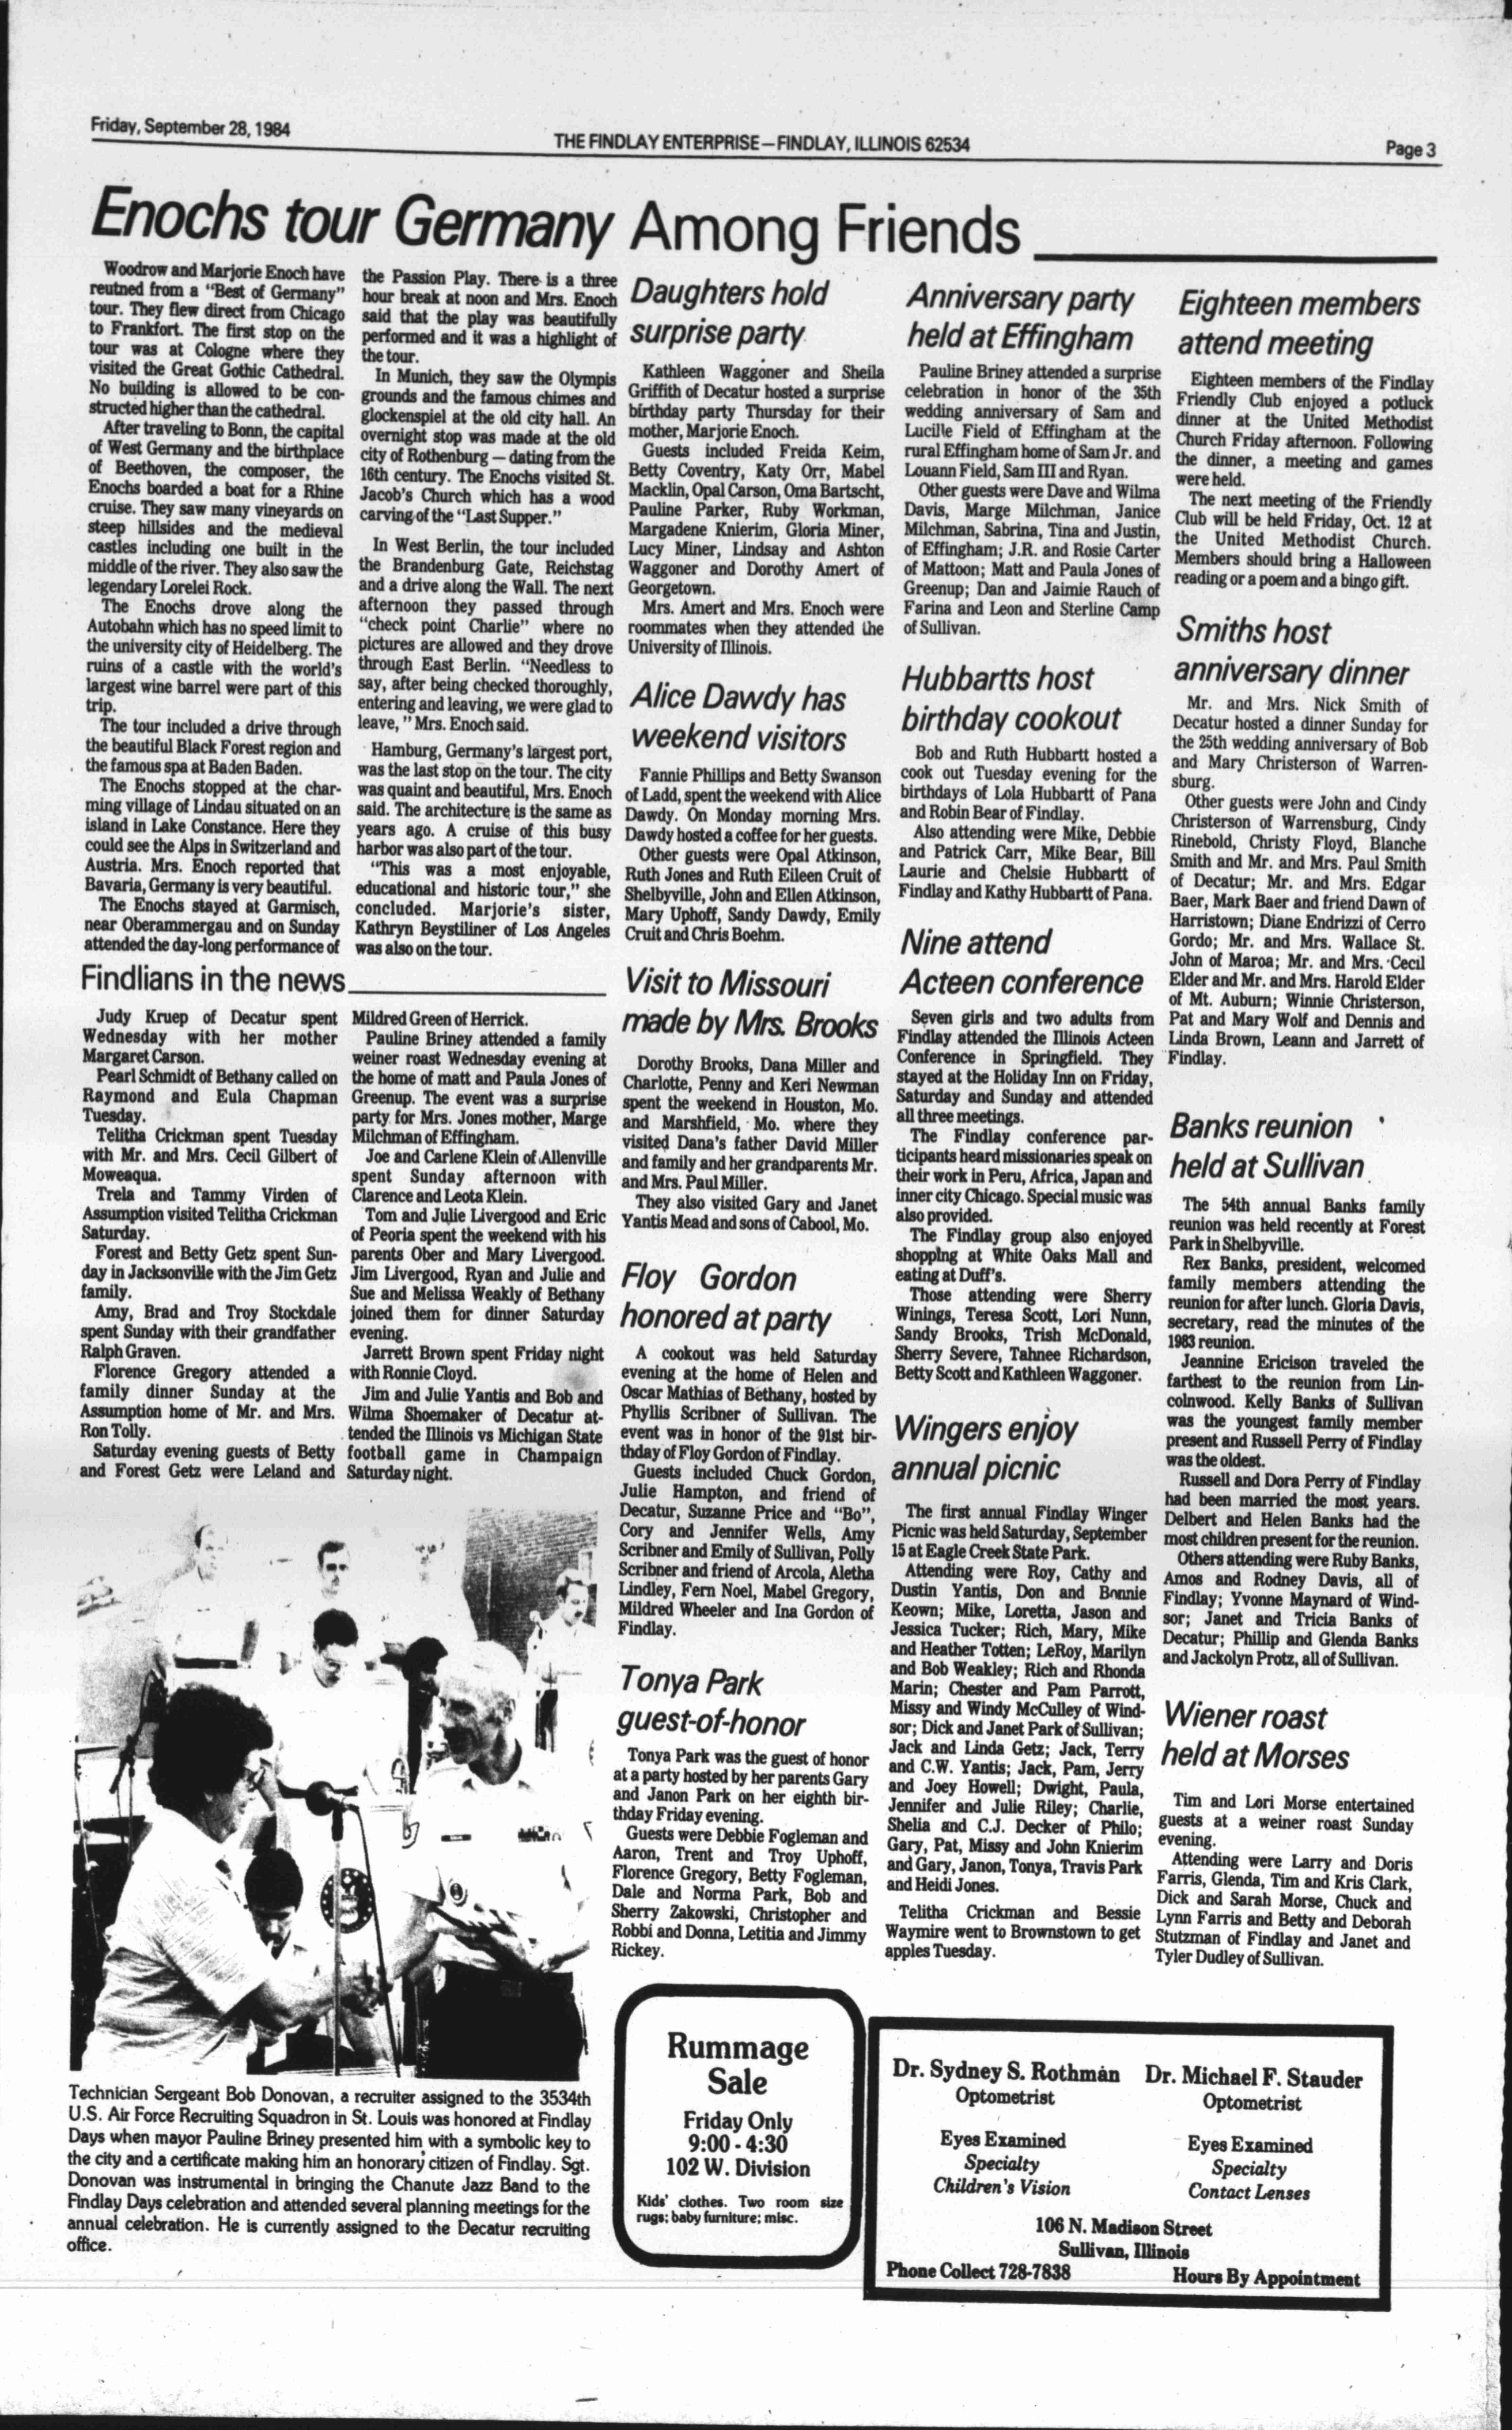 Friday, September 28, 1984
THE FINDLAY ENTERPRISE—FINDLAY, ILLINOIS 62534
Page 3
Enochs tour Germany
Woodrow and Marjorie Enoch have
reutned from a "Best of Germany"
tour. They flew direct from Chicago
to Frankfort. The first stop on the
tour was at Cologne where they
visited the Great Gothic Cathedral.
No building is allowed to be con-
structed higher than the cathedral.
After traveling to Bonn, the capital
of West Germany and the birthplace
of Beethoven, the composer, the
Enochs boarded a boat for a Rhine
cruise. They saw many vineyards on
steep hillsides and the medieval
castles including one built in the
middle of the river. They also saw the
legendary Lorelei Rock.
The Enochs drove along the
Autobahn which has no speed limit to
the university city of Heidelberg. The
ruins of a castle with the world's
largest wine barrel were part of this
trip.
The tour included a drive through
the beautiful Black Forest region and
the famous spa at Baden Baden.
The Enochs stopped at the char-
ming village of Lindau situated on an
island in Lake Constance. Here they
could see the Alps in Switzerland and
Austria. Mrs. Enoch reported that
Bavaria, Germany is very beautiful.
The Enochs stayed at Garmisch,
near Oberammergau and on Sunday
attended the day-long performance of
the Passion Play. There is a three
hour break at noon and Mrs. Enoch
said that the play was beautifully
performed and it was a highlight of
the tour.
In Munich, they saw the Olympis
grounds and the famous chimes and
glockenspiel at the old city hall. An
overnight stop was made at the old
city of Rothenburg — dating from the
16th century. The Enochs visited St.
Jacob's Church which has a wood
carving of the "Last Supper."
In West Berlin, the tour included
the Brandenburg Gate, Reichstag
and a drive along the Wall. The next
afternoon they passed through
"check point Charlie" where no
pictures are allowed and they drove
through East Berlin. "Needless to
say, after being checked thoroughly,
entering and leaving, we were glad to
leave," Mrs. Enoch said.
Hamburg, Germany's largest port,
was the last stop on the tour. The city
was quaint and beautiful, Mrs. Enoch
said. The architecture is the same as
years ago. A cruise of this busy
harbor was also part of the tour.
"This was a most enjoyable,
educational and historic tour," she
concluded. Marjorie's sister,
Kathryn Beystiliner of Los Angeles
was also on the tour.
Findlians in the news
Judy Kruep of Decatur spent
Wednesday with her mother
Margaret Carson.
Pearl Schmidt of Bethany called on
Raymond and Eula Chapman
Tuesday.
Telitha Crickman spent Tuesday
with Mr. and Mrs. Cecil Gilbert of
Moweaqua.
Trela and Tammy Virden of
Assumption visited Telitha Crickman
Saturday.
Forest and Betty Getz spent Sun-
day in Jacksonville with the Jim Getz
family.
Amy, Brad and Troy Stockdale
spent Sunday with their grandfather
Ralph Graven.
Florence Gregory attended a
family dinner Sunday at the
Assumption home of Mr. and Mrs.
Ron Tolly.
Saturday evening guests of Betty
and Forest Getz were Leland and
Mildred Green of Herrick.
Pauline Briney attended a family
weiner roast Wednesday evening at
the home of matt and Paula Jones of
Greenup. The event was a surprise
party for Mrs. Jones mother, Marge
Milchman of Effingham.
Joe and Carlene Klein of Allenville
spent Sunday afternoon with
Clarence and Leota Klein.
Tom and Julie Livergood and Eric
of Peoria spent the weekend with his
parents Ober and Mary Livergood.
Jim Livergood, Ryan and Julie and
Sue and Melissa Weakly of Bethany
joined them for dinner Saturday
evening.
Jarrett Brown spent Friday night
with Ronnie Cloyd.
Jim and Julie Yantis and Bob and
Wilma Shoemaker of Decatur at-
tended the Illinois vs Michigan State
football game in Champaign
Saturday night.
Technician Sergeant Bob Donovan, a recruiter assigned to the 3534th
U.S. Air Force Recruiting Squadron in St. Louis was honored at Findlay
Days when mayor Pauline Briney presented him with a symbolic key to
the city and a certificate making him an honorary citizen of Findlay. Sgt.
Donovan was instrumental in bringing the Chanute Jazz Band to the
Findlay Days celebration and attended several planning meetings for the
annual celebration. He is currently assigned to the Decatur recruiting
office.
Among Friends
Daughters hold
surprise party
Kathleen Waggoner and Sheila
Griffith of Decatur hosted a surprise
birthday party Thursday for their
mother, Marjorie Enoch.
Guests included Freida Keim,
Betty Coventry, Katy Orr, Mabel
Macklin, Opal Carson, Oma Bartscht,
Pauline Parker, Ruby Workman,
Margadene Knierim, Gloria Miner,
Lucy Miner, Lindsay and Ashton
Waggoner and Dorothy Amert of
Georgetown.
Mrs. Amert and Mrs. Enoch were
roommates when they attended the
University of Illinois.
Alice Dawdy has
weekend visitors
Fannie Phillips and Betty Swanson
of Ladd, spent the weekend with Alice
Dawdy. On Monday morning Mrs.
Dawdy hosted a coffee for her guests.
Other guests were Opal Atkinson,
Ruth Jones and Ruth Eileen Cruit of
Shelbyville, John and Ellen Atkinson,
Mary Uphoff, Sandy Dawdy, Emily
Cruit and Chris Boehm.
Visit to Missouri
made by Mrs. Brooks
Dorothy Brooks, Dana Miller and
Charlotte, Penny and Keri Newman
spent the weekend in Houston, Mo.
and Marshfield, Mo. where they
visited Dana's father David Miller
and family and her grandparents Mr.
and Mrs. Paul Miller.
They also visited Gary and Janet
Yantis Mead and sons of Cabool, Mo.
Floy Gordon
honored at party
A cookout was held Saturday
evening at the home of Helen and
Oscar Mathias of Bethany, hosted by
Phyllis Scribner of Sullivan. The
event was in honor of the 91st bir-
thday of Floy Gordon of Findlay.
Guests included Chuck Gordon,
Julie Hampton, and friend of
Decatur, Suzanne Price and "Bo",
Cory and Jennifer Wells, Amy
Scribner and Emily of Sullivan, Polly
Scribner and friend of Arcola, Aletha
Lindley, Fern Noel, Mabel Gregory,
Mildred Wheeler and Ina Gordon of
Findlay.
Tonya Park
guest-of-honor
Tonya Park was the guest of honor
at a party hosted by her parents Gary
and Janon Park on her eighth bir-
thday Friday evening.
Guests were Debbie Fogleman and
Aaron, Trent and Troy Uphoff,
Florence Gregory, Betty Fogleman,
Dale and Norma Park, Bob and
Sherry Zakowski, Christopher and
Robbi and Donna, Letitia and Jimmy
Rickey.
Anniversary party
held at Effingham
Pauline Briney attended a surprise
celebration in honor of the 35th
wedding anniversary of Sam and
Lucille Field of Effingham at the
rural Effingham home of Sam Jr. and
Louann Field, Sam III and Ryan.
Other guests were Dave and Wilma
Davis, Marge Milchman, Janice
Milchman, Sabrina, Tina and Justin,
of Effingham; J.R. and Rosie Carter
of Mattoon; Matt and Paula Jones of
Greenup; Dan and Jaimie Rauch of
Farina and Leon and Sterline Camp
of Sullivan.
Hubbartts host
birthday cookout
Bob and Ruth Hubbartt hosted a
cook out Tuesday evening for the
birthdays of Lola Hubbartt of Pana
and Robin Bear of Findlay.
Also attending were Mike, Debbie
and Patrick Carr, Mike Bear, Bill
Laurie and Chelsie Hubbartt of
Findlay and Kathy Hubbartt of Pana.
Nine attend
Acteen conference
Seven girls and two adults from
Findlay attended the Illinois Acteen
Conference in Springfield. They
stayed at the Holiday Inn on Friday,
Saturday and Sunday and attended
all three meetings.
The Findlay conference par-
ticipants heard missionaries speak on
their work in Peru, Africa, Japan and
inner city Chicago. Special music was
also provided.
The Findlay group also enjoyed
shopping at White Oaks Mall and
eating at Duff's.
Those attending were Sherry
Winings, Teresa Scott, Lori Nunn,
Sandy Brooks, Trish McDonald,
Sherry Severe, Tahnee Richardson,
Betty Scott and Kathleen Waggoner.
Wingers enjoy
annual picnic
The first annual Findlay Winger
Picnic was held Saturday, September
15 at Eagle Creek State Park.
Attending were Roy, Cathy and
Dustin Yantis, Don and Bonnie
Keown; Mike, Loretta, Jason and
Jessica Tucker; Rich, Mary, Mike
and Heather Totten; LeRoy, Marilyn
and Bob Weakley; Rich and Rhonda
Marin; Chester and Pam Parrott,
Missy and Windy McCulley of Wind-
sor; Dick and Janet Park of Sullivan;
Jack and Linda Getz; Jack, Terry
and C.W. Yantis; Jack, Pam, Jerry
and Joey Howell; Dwight, Paula,
Jennifer and Julie Riley; Charlie,
Shelia and C.J. Decker of Philo;
Gary, Pat, Missy and John Knierim
and Gary, Janon, Tonya, Travis Park
and Heidi Jones.
Telitha Crickman and Bessie
Waymire went to Brownstown to get
apples Tuesday.
Eighteen members
attend meeting
Eighteen members of the Findlay
Friendly Club enjoyed a potluck
dinner at the United Methodist
Church Friday afternoon. Following
the dinner, a meeting and games
were held.
The next meeting of the Friendly
Club will be held Friday, Oct. 12 at
the United Methodist Church.
Members should bring a Halloween
reading or a poem and a bingo gift.
Smiths host
anniversary dinner
Mr. and Mrs. Nick Smith of
Decatur hosted a dinner Sunday for
the 25th wedding anniversary of Bob
and Mary Christerson of Warren-
sburg.
Other guests were John and Cindy
Christerson of Warrensburg, Cindy
Rinebold, Christy Floyd, Blanche
Smith and Mr. and Mrs. Paul Smith
of Decatur; Mr. and Mrs. Edgar
Baer, Mark Baer and friend Dawn of
Harristown; Diane Endrizzi of Cerro
Gordo; Mr. and Mrs. Wallace St.
John of Maroa; Mr. and Mrs. Cecil
Elder and Mr. and Mrs. Harold Elder
of Mt. Auburn; Winnie Christerson,
Pat and Mary Wolf and Dennis and
Linda Brown, Leann and Jarrett of
Findlay.
Banks reunion
held at Sullivan
The 54th annual Banks family
reunion was held recently at Forest
Park in Shelbyville.
Rex Banks, president, welcomed
family members attending the
reunion for after lunch. Gloria Davis,
secretary, read the minutes of the
1983 reunion.
Jeannine Ericison traveled the
farthest to the reunion from Lin-
colnwood. Kelly Banks of Sullivan
was the youngest family member
present and Russell Perry of Findlay
was the oldest.
Russell and Dora Perry of Findlay
had been married the most years.
Delbert and Helen Banks had the
most children present for the reunion.
Others attending were Ruby Banks,
Amos and Rodney Davis, all of
Findlay; Yvonne Maynard of Wind-
sor; Janet and Tricia Banks of
Decatur; Phillip and Glenda Banks
and Jackolyn Protz, all of Sullivan.
Wiener roast
held at Morses
Tim and Lori Morse entertained
guests at a weiner roast Sunday
evening.
Attending were Larry and Doris
Farris, Glenda, Tim and Kris Clark,
Dick and Sarah Morse, Chuck and
Lynn Farris and Betty and Deborah
Stutzman of Findlay and Janet and
Tyler Dudley of Sullivan.
Rummage
Sale
Friday Only
9:00 - 4:30
102 W. Division
Kids' clothes. Two room size
rugs; baby furniture; misc.
Dr. Sydney S. Rothman
Optometrist
Eyes Examined
Specialty
Children's Vision
Dr. Michael F. Stauder
Optometrist
Eyes Examined
Specialty
Contact Lenses
106 N. Madison Street
Sullivan, Illinois
Phone Collect 728-7838
Hours By Appointment